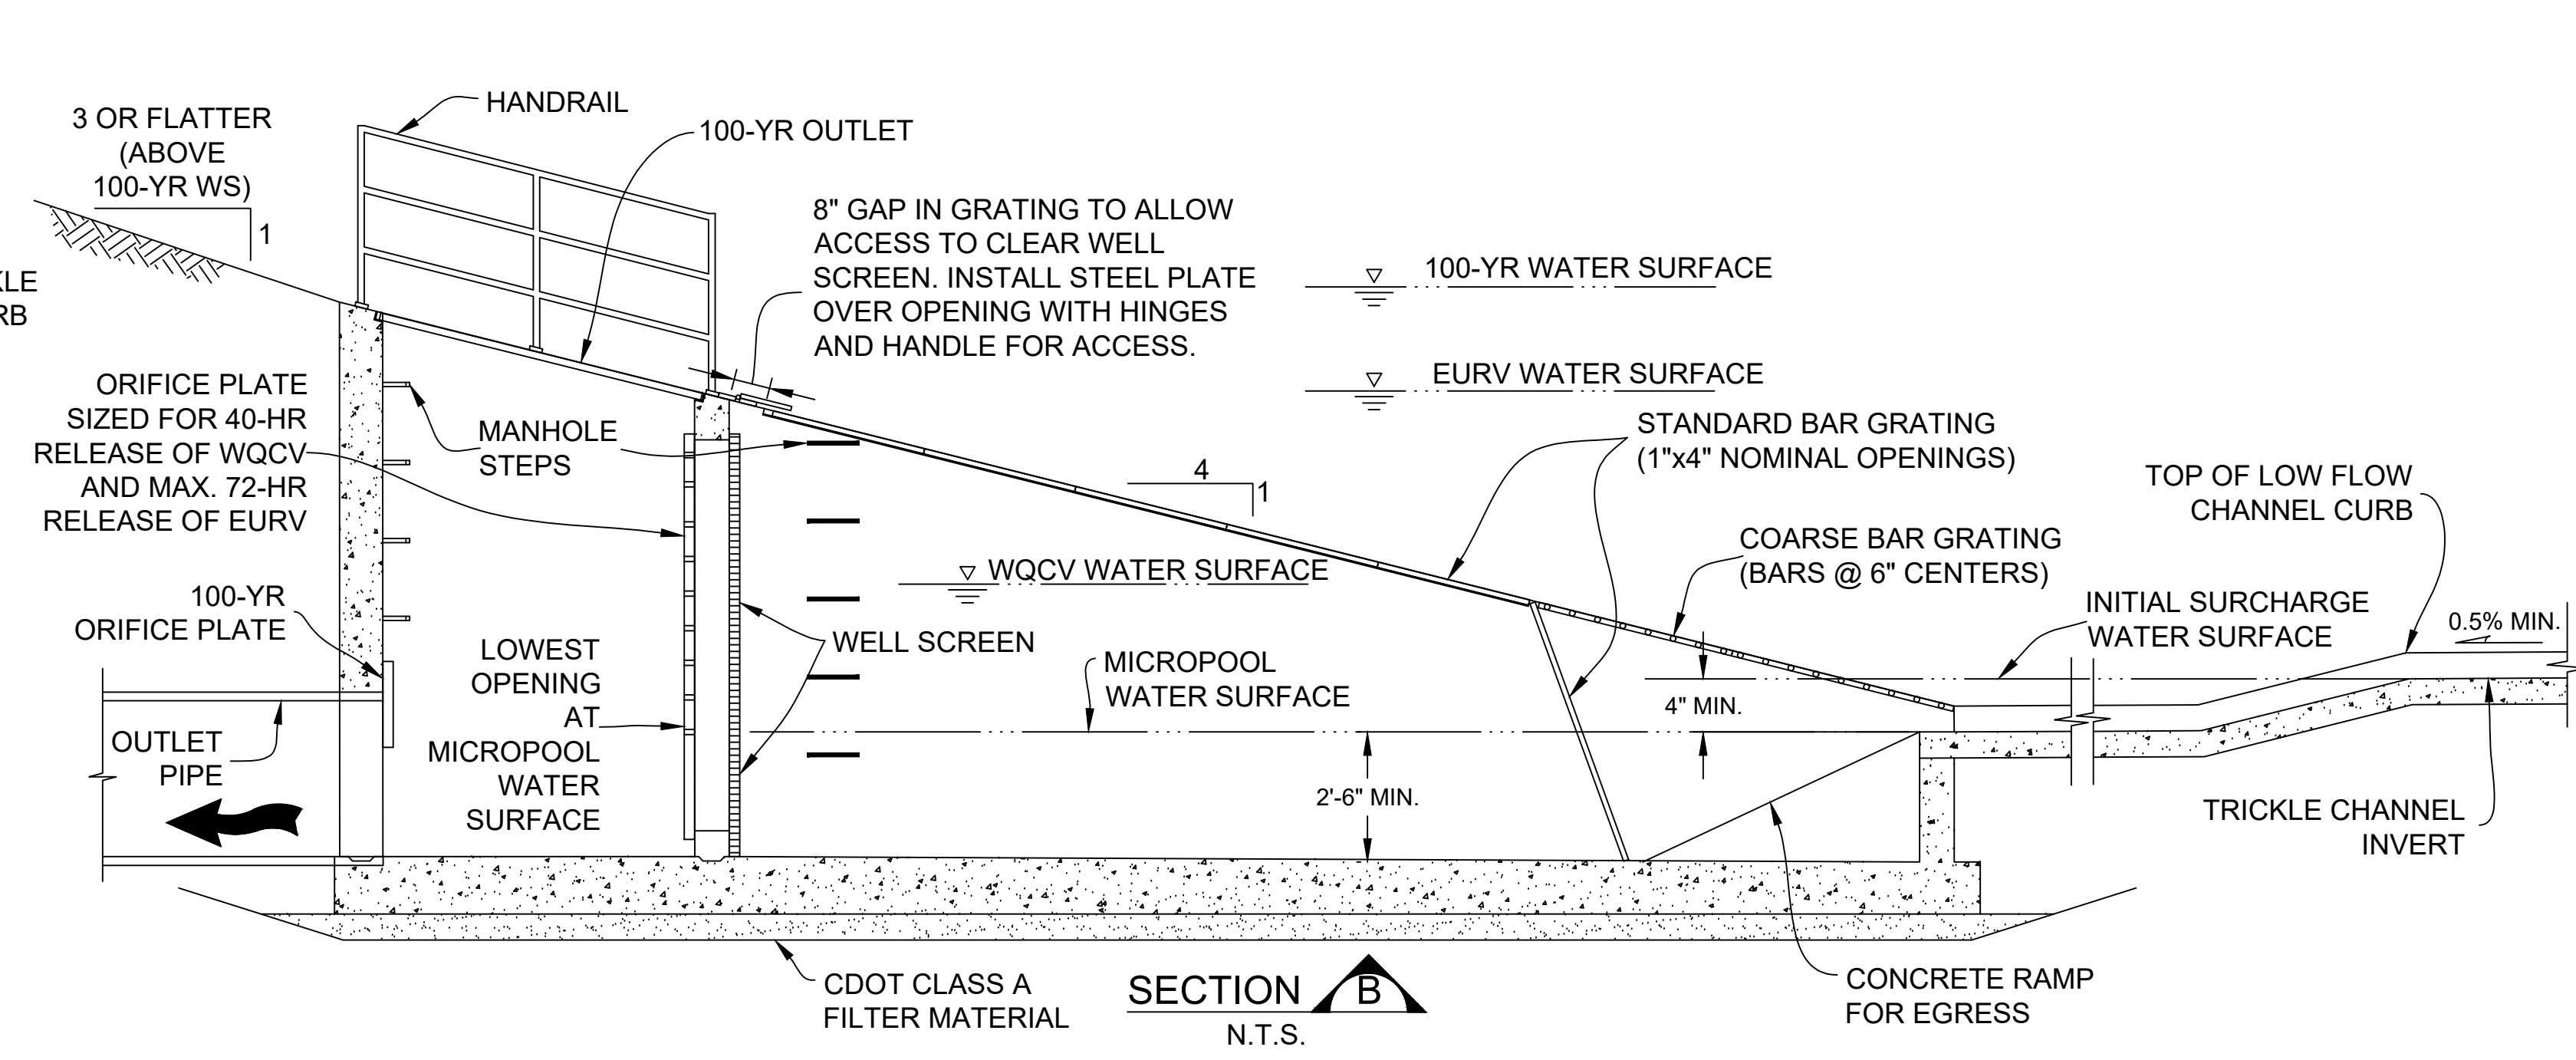 HANDRAIL
3 OR FLATTER
(ABOVE
100-YR WS)
1
100-YR OUTLET
8" GAP IN GRATING TO ALLOW
ACCESS TO CLEAR WELL
SCREEN. INSTALL STEEL PLATE
OVER OPENING WITH HINGES
AND HANDLE FOR ACCESS.
100-YR WATER SURFACE
EURV WATER SURFACE
KLE
RB
ORIFICE PLATE
SIZED FOR 40-HR
RELEASE OF WQCV
AND MAX. 72-HR
RELEASE OF EURV
MANHOLE
STEPS
4
1
STANDARD BAR GRATING
(1"x4" NOMINAL OPENINGS)
TOP OF LOW FLOW
CHANNEL CURB
COARSE BAR GRATING
(BARS @ 6" CENTERS)
WQCV WATER SURFACE
100-YR
ORIFICE PLATE
INITIAL SURCHARGE
WATER SURFACE
0.5% MIN.
WELL SCREEN
LOWEST
OPENING
AT
MICROPOOL
WATER
SURFACE
MICROPOOL
WATER SURFACE
4" MIN.
OUTLET
PIPE
2'-6" MIN.
TRICKLE CHANNEL
INVERT
CDOT CLASS A
FILTER MATERIAL
SECTION B
N.T.S.
CONCRETE RAMP
FOR EGRESS